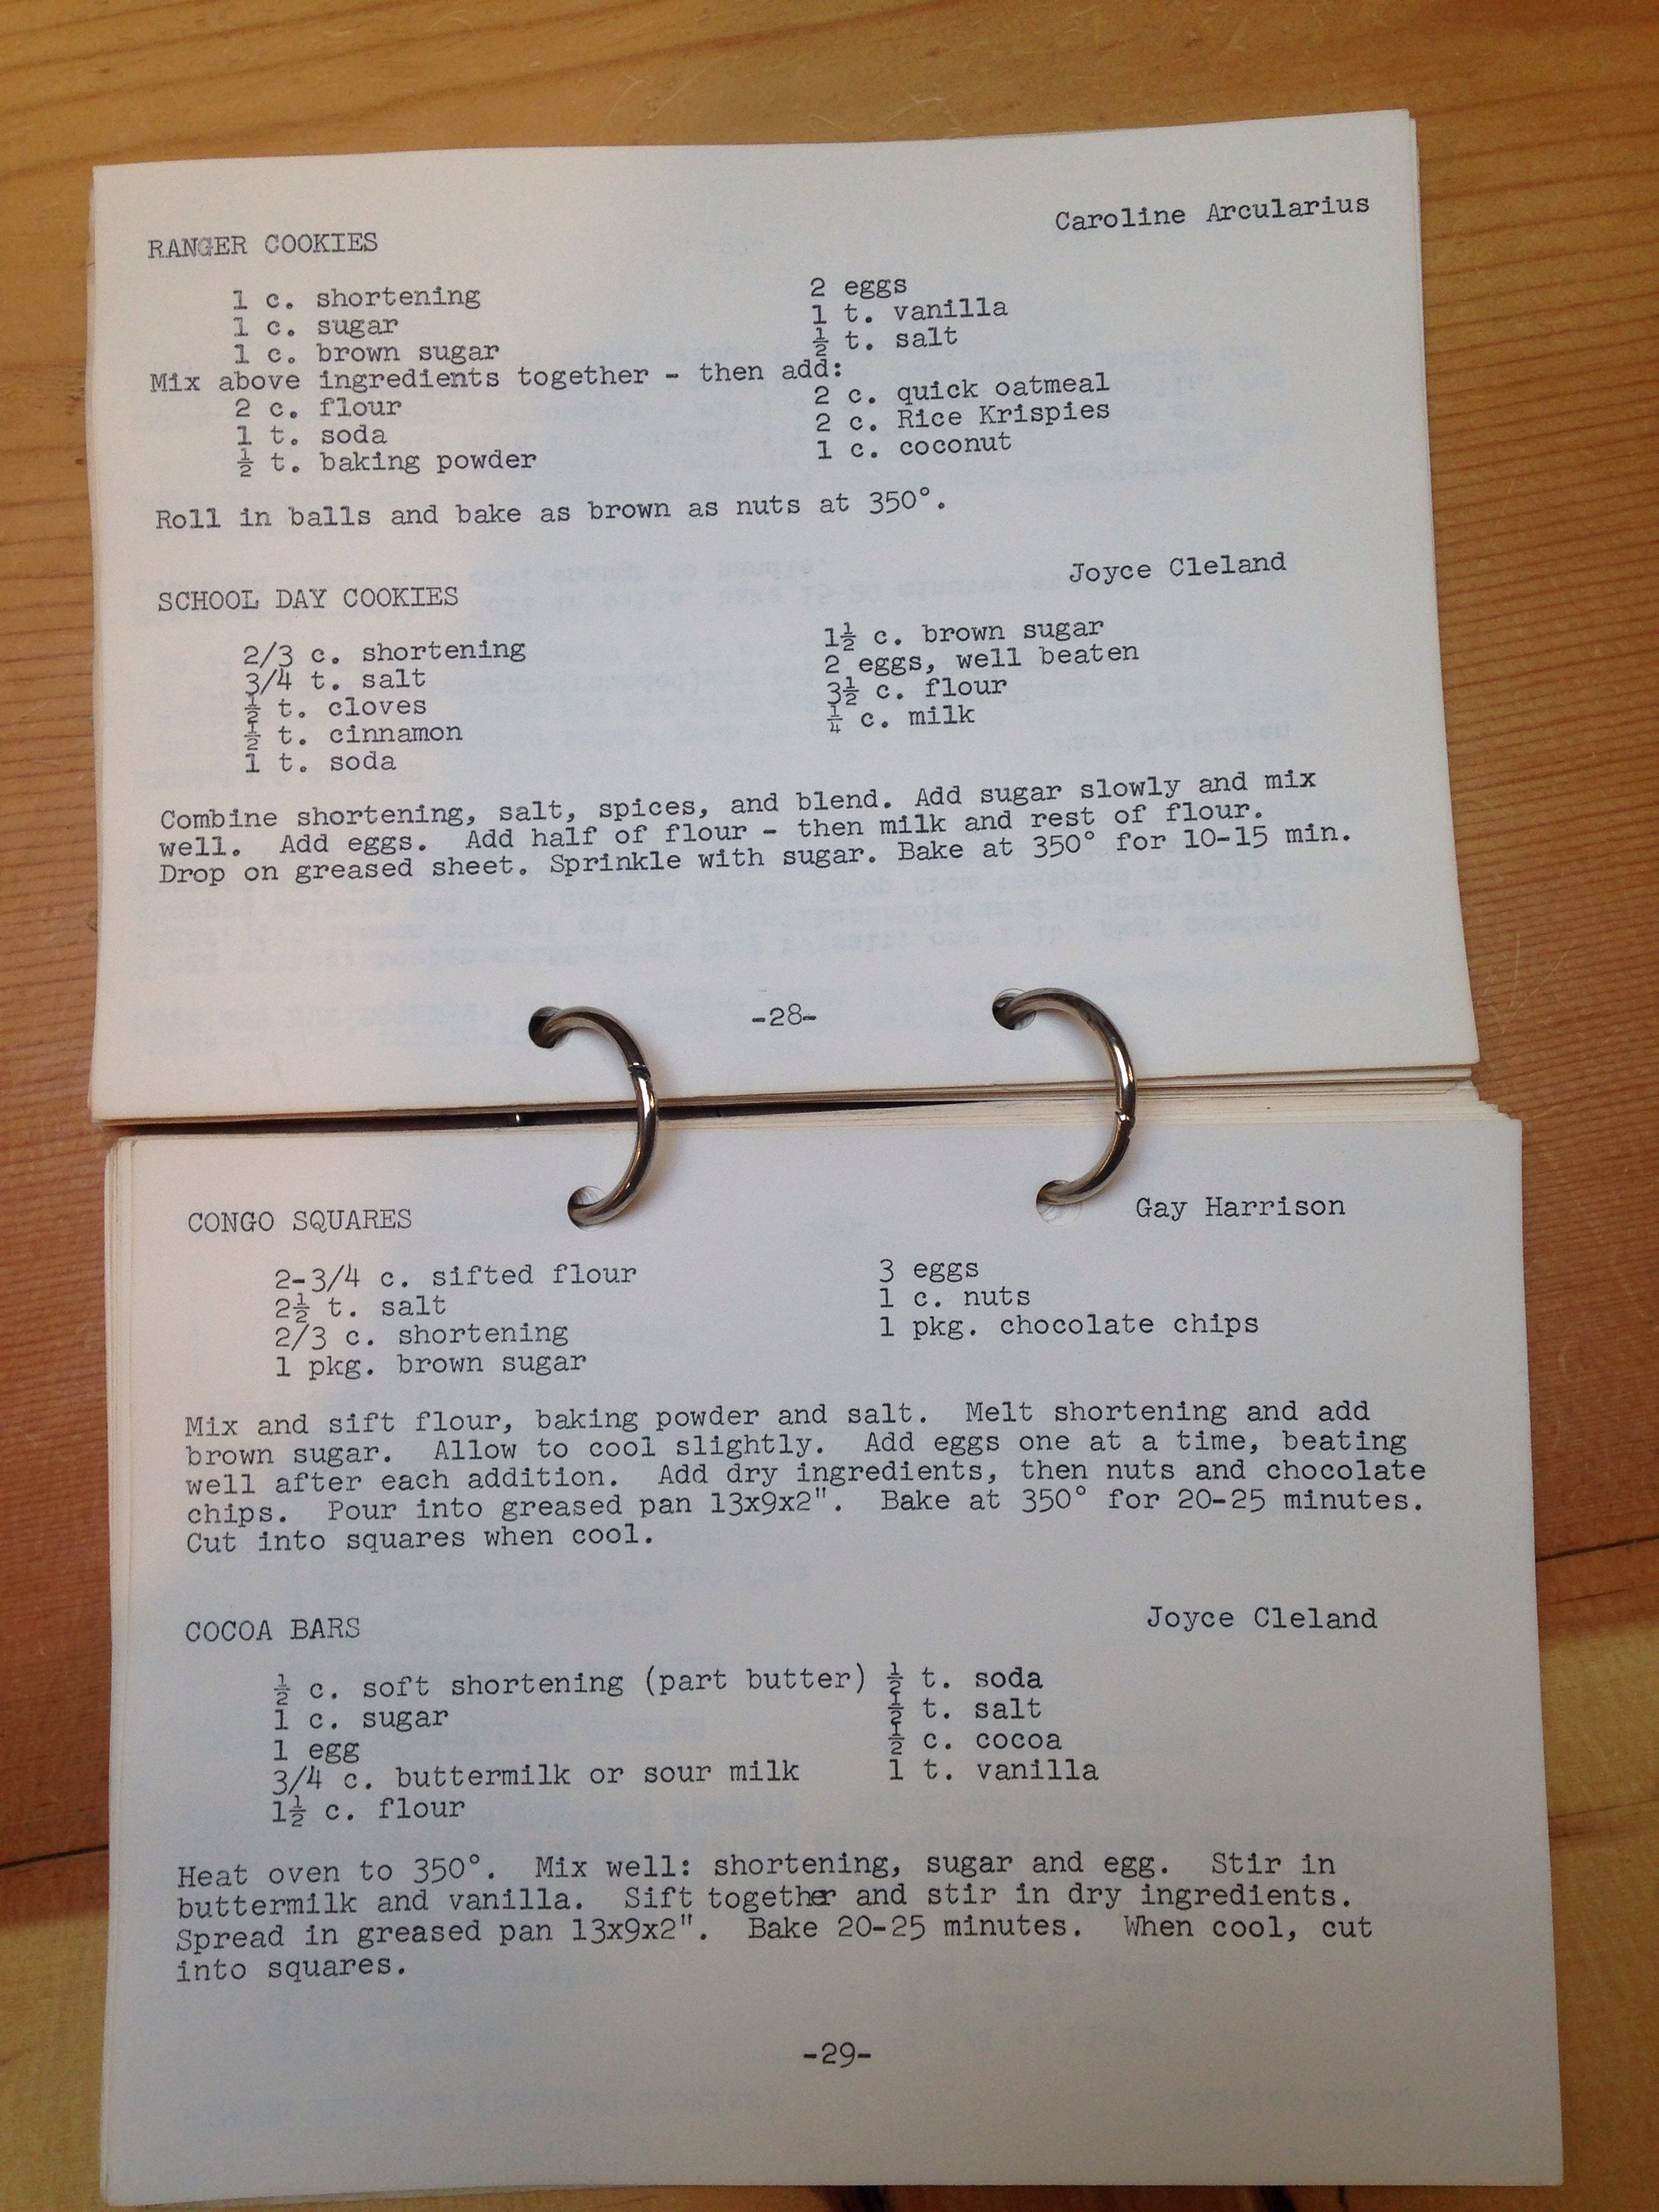 Caroline Arcularius
RANGER COOKIES
1 c. shortening 2 eggs
1 c. sugar 1 t. vanilla
1 c. brown sugar ½ t. salt
Mix above ingredients together - then add:
2 c. flour 2 c. quick oatmeal
1 t. soda 2 c. Rice Krispies
½ t. baking powder 1 c. coconut
Roll in balls and bake as brown as nuts at 350°.
Joyce Cleland
SCHOOL DAY COOKIES
2/3 c. shortening 1½ c. brown sugar
3/4 t. salt 2 eggs, well beaten
½ t. cloves 3½ c. flour
½ t. cinnamon ¼ c. milk
1 t. soda
Combine shortening, salt, spices, and blend. Add sugar slowly and mix
well. Add eggs. Add half of flour - then milk and rest of flour.
Drop on greased sheet. Sprinkle with sugar. Bake at 350° for 10-15 min.
-28-
CONGO SQUARES Gay Harrison
2-3/4 c. sifted flour 3 eggs
2½ t. salt 1 c. nuts
2/3 c. shortening 1 pkg. chocolate chips
1 pkg. brown sugar
Mix and sift flour, baking powder and salt. Melt shortening and add
brown sugar. Allow to cool slightly. Add eggs one at a time, beating
well after each addition. Add dry ingredients, then nuts and chocolate
chips. Pour into greased pan 13x9x2". Bake at 350° for 20-25 minutes.
Cut into squares when cool.
COCOA BARS Joyce Cleland
½ c. soft shortening (part butter) ½ t. soda
1 c. sugar ½ t. salt
1 egg ½ c. cocoa
3/4 c. buttermilk or sour milk 1 t. vanilla
1½ c. flour
Heat oven to 350°. Mix well: shortening, sugar and egg. Stir in
buttermilk and vanilla. Sift together and stir in dry ingredients.
Spread in greased pan 13x9x2". Bake 20-25 minutes. When cool, cut
into squares.
-29-